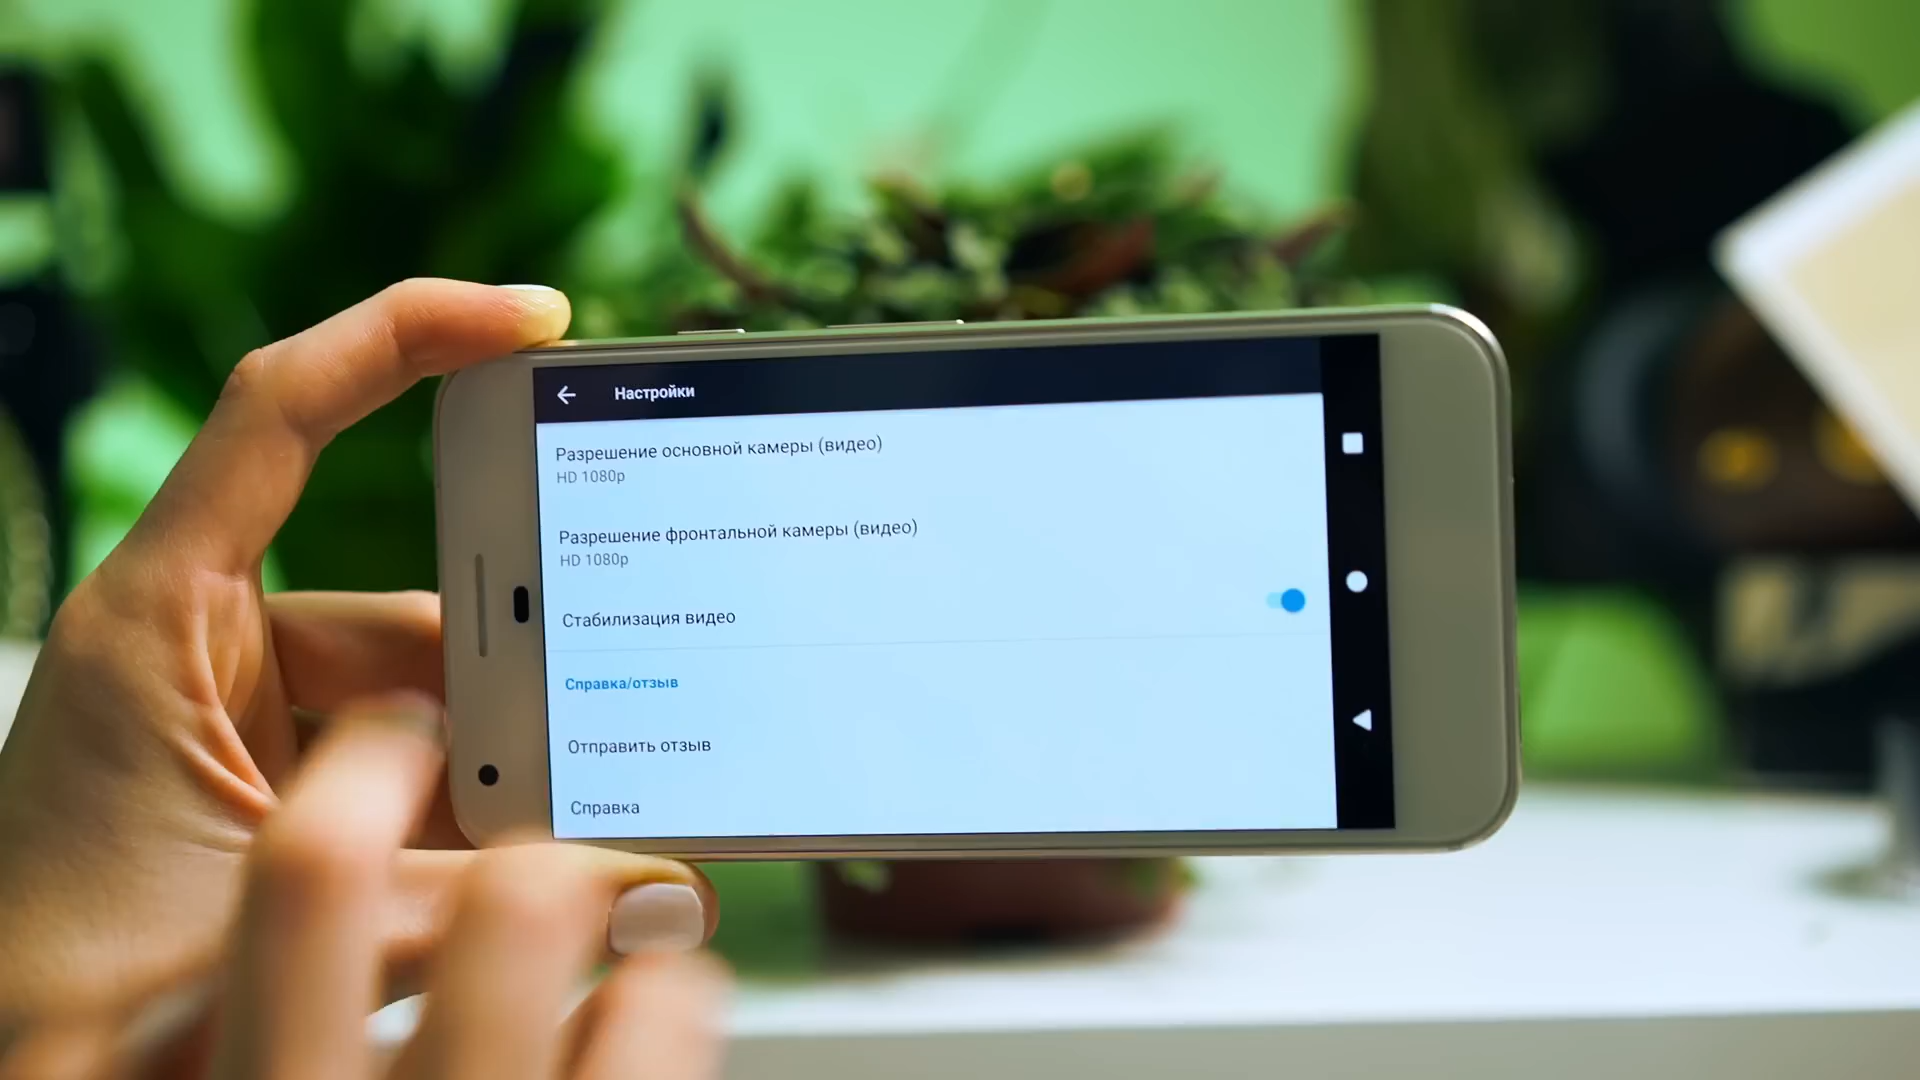 Настройки
Разрешение основной камеры (видео)
HD 1080p
Разрешение фронтальной камеры (видео)
HD 1080p
Стабилизация видео
Справка/отзыв
Отправить отзыв
Справка